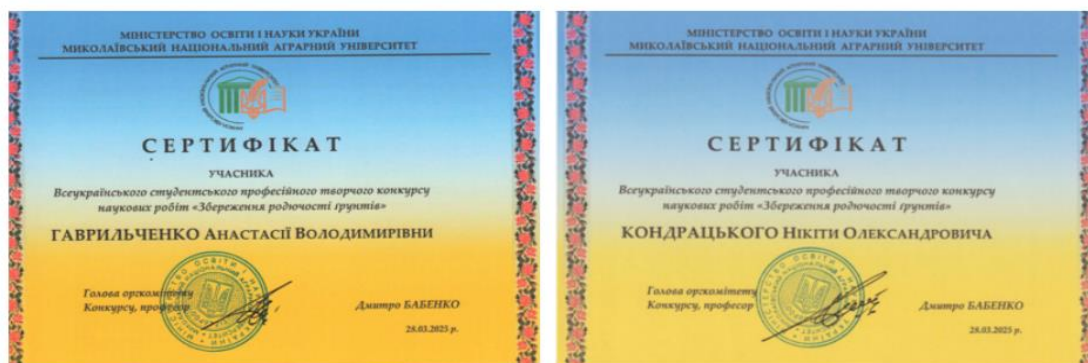 МІНІСТЕРСТВО ОСВІТИ І НАУКИ УКРАЇНИ
МИКОЛАЇВСЬКИЙ НАЦІОНАЛЬНИЙ АГРАРНИЙ УНІВЕРСИТЕТ
СЕРТИФІКАТ
УЧАСНИКА
Всеукраїнського студентського професійного творчого конкурсу
наукових робіт «Збереження родючості ґрунтів»
ГАВРИЛЬЧЕНКО АНАСТАСІЇ ВОЛОДИМИРІВНИ
Голова оргкомітету
Конкурсу, професор
Дмитро БАБЕНКО
28.03.2025 р.
МІНІСТЕРСТВО ОСВІТИ І НАУКИ УКРАЇНИ
МИКОЛАЇВСЬКИЙ НАЦІОНАЛЬНИЙ АГРАРНИЙ УНІВЕРСИТЕТ
СЕРТИФІКАТ
УЧАСНИКА
Всеукраїнського студентського професійного творчого конкурсу
наукових робіт «Збереження родючості ґрунтів»
КОНДРАЦЬКОГО НІКІТИ ОЛЕКСАНДРОВИЧА
Голова оргкомітету
Конкурсу, професор
Дмитро БАБЕНКО
28.03.2025 р.